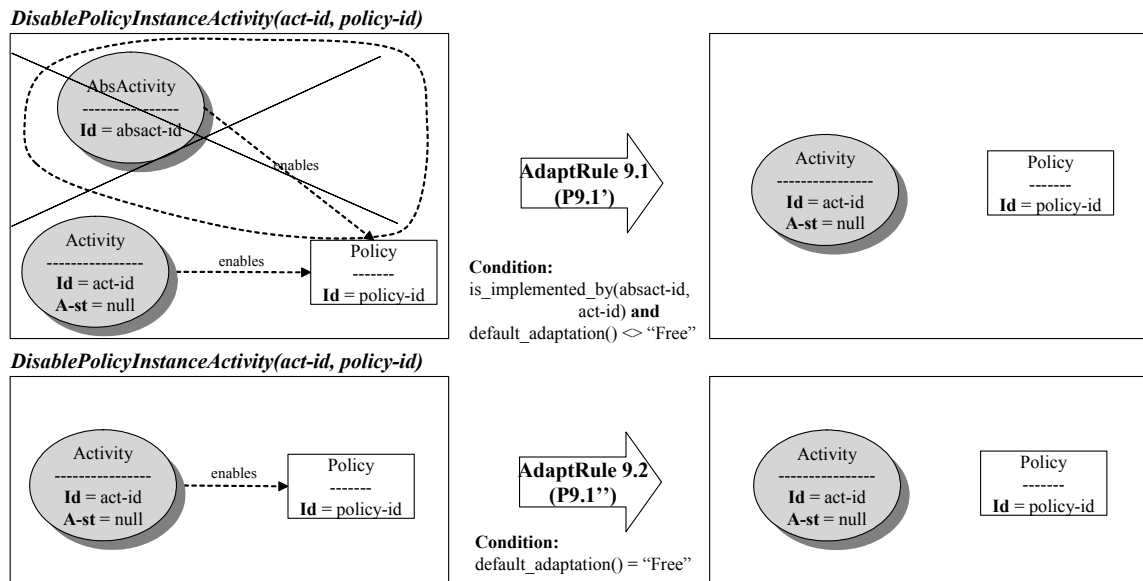 DisablePolicyInstanceActivity(act-id, policy-id)
AbsActivity
-----------------
Id = absact-id
enables
Activity
-----------------
Id = act-id
A-st = null
enables
Policy
-------
Id = policy-id
AdaptRule 9.1
(P9.1’)
Condition:
is_implemented_by(absact-id,
act-id) and
default_adaptation() <> “Free”
Activity
-----------------
Id = act-id
A-st = null
Policy
-------
Id = policy-id
DisablePolicyInstanceActivity(act-id, policy-id)
Activity
-----------------
Id = act-id
A-st = null
enables
Policy
-------
Id = policy-id
AdaptRule 9.2
(P9.1’’)
Condition:
default_adaptation() = “Free”
Activity
-----------------
Id = act-id
A-st = null
Policy
-------
Id = policy-id